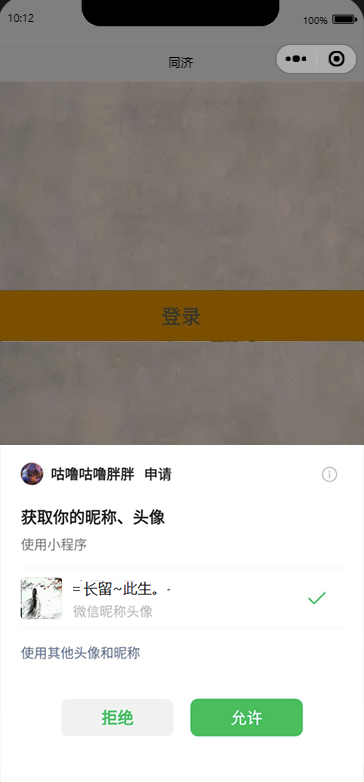 10:12
100%
同济
登录
咕噜咕噜胖胖 申请
获取你的昵称、头像
使用小程序
=长留~此生。-
微信昵称头像
使用其他头像和昵称
拒绝 允许